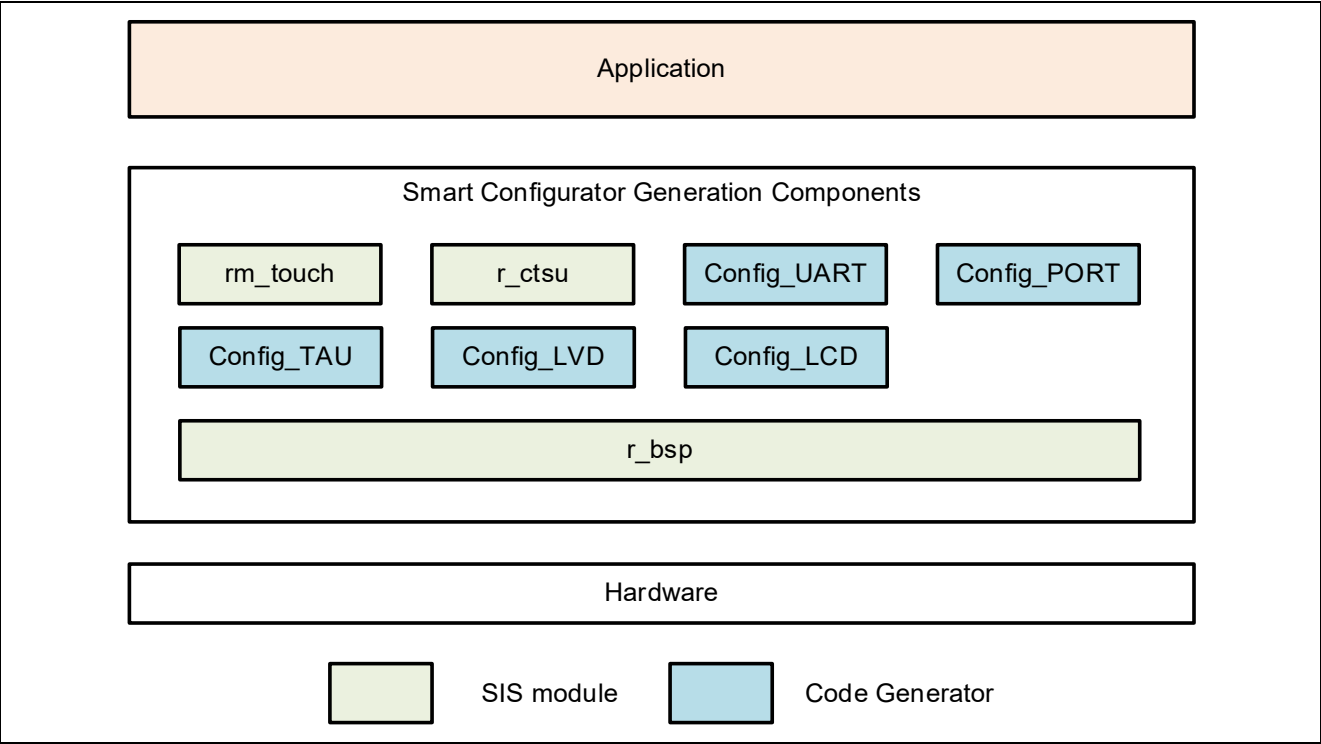 Application
Smart Configurator Generation Components
rm_touch
r_ctsu
Config_UART
Config_PORT
Config_TAU
Config_LVD
Config_LCD
r_bsp
Hardware
SIS module
Code Generator